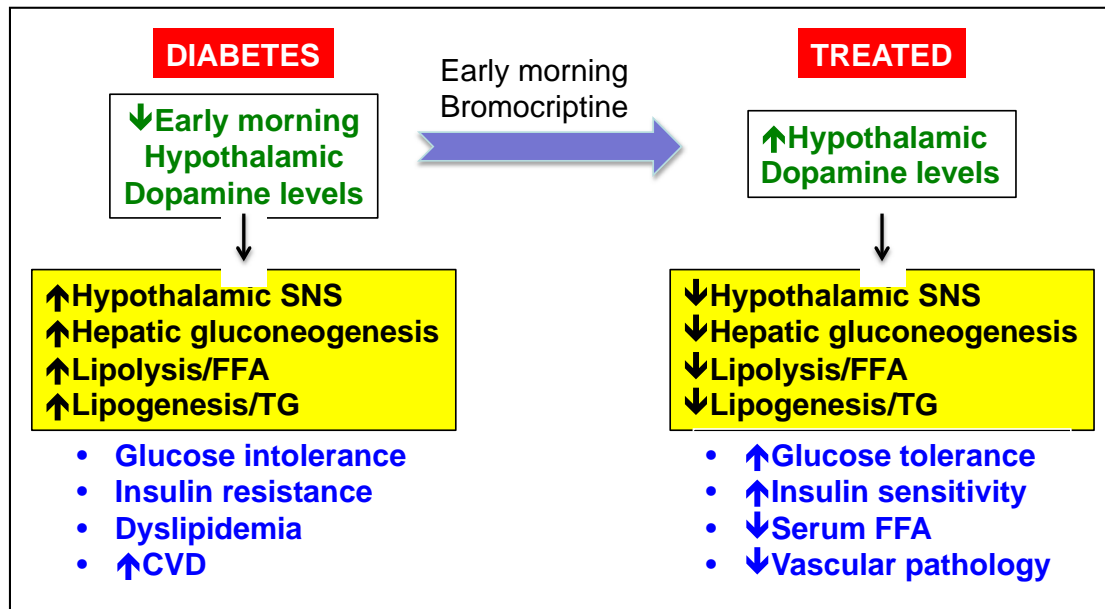 DIABETES
↓Early morning
Hypothalamic
Dopamine levels
↑Hypothalamic SNS
↑Hepatic gluconeogenesis
↑Lipolysis/FFA
↑Lipogenesis/TG
• Glucose intolerance
• Insulin resistance
• Dyslipidemia
• ↑CVD
Early morning
Bromocriptine
TREATED
↑Hypothalamic
Dopamine levels
↓Hypothalamic SNS
↓Hepatic gluconeogenesis
↓Lipolysis/FFA
↓Lipogenesis/TG
• ↑Glucose tolerance
• ↑Insulin sensitivity
• ↓Serum FFA
• ↓Vascular pathology